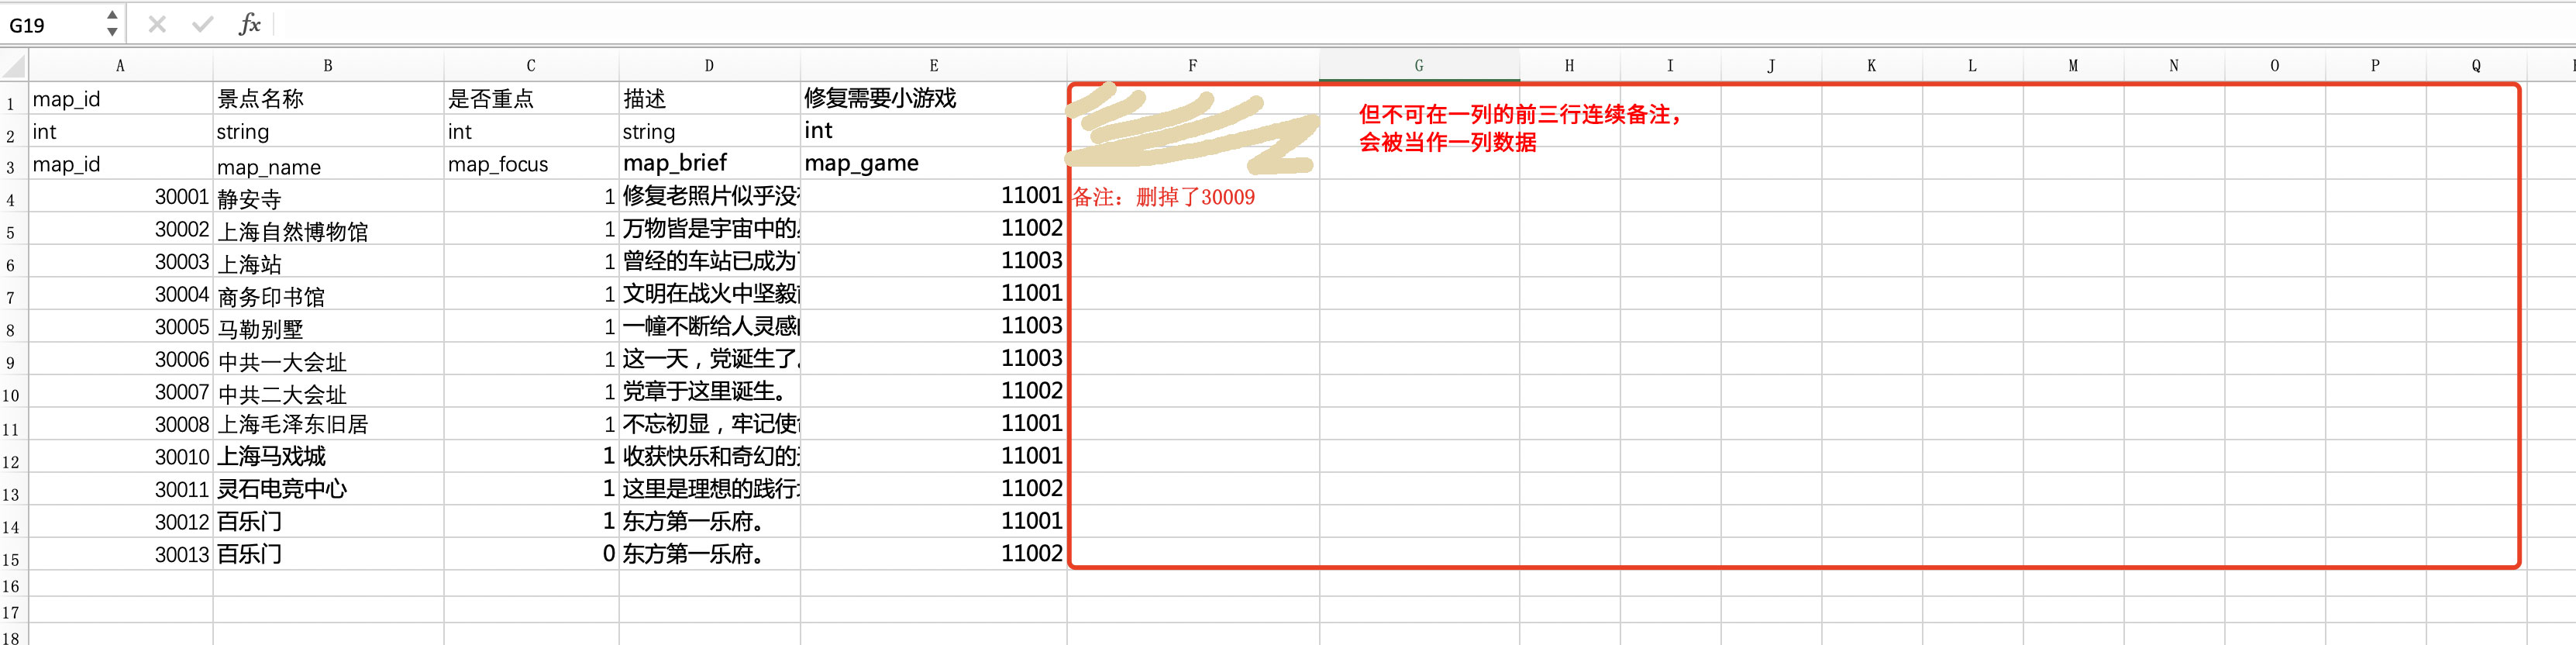 G19 fx
A B C D E F G H I J K L M N O P Q
1 map_id 景点名称 是否重点 描述 修复需要小游戏
但不可在一列的前三行连续备注，
2 int string int string int
会被当作一列数据
3 map_id map_name map_focus map_brief map_game
4 30001 静安寺 1 修复老照片似乎没 11001 备注：删掉了30009
5 30002 上海自然博物馆 1 万物皆是宇宙中的 11002
6 30003 上海站 1 曾经的车站已成为 11003
7 30004 商务印书馆 1 文明在战火中坚毅 11001
8 30005 马勒别墅 1 一幢不断给人灵感 11003
9 30006 中共一大会址 1 这一天，党诞生了 11003
10 30007 中共二大会址 1 党章于这里诞生。 11002
11 30008 上海毛泽东旧居 1 不忘初显，牢记使 11001
12 30010 上海马戏城 1 收获快乐和奇幻的 11001
13 30011 灵石电竞中心 1 这里是理想的践行 11002
14 30012 百乐门 1 东方第一乐府。 11001
15 30013 百乐门 0 东方第一乐府。 11002
16
17
18